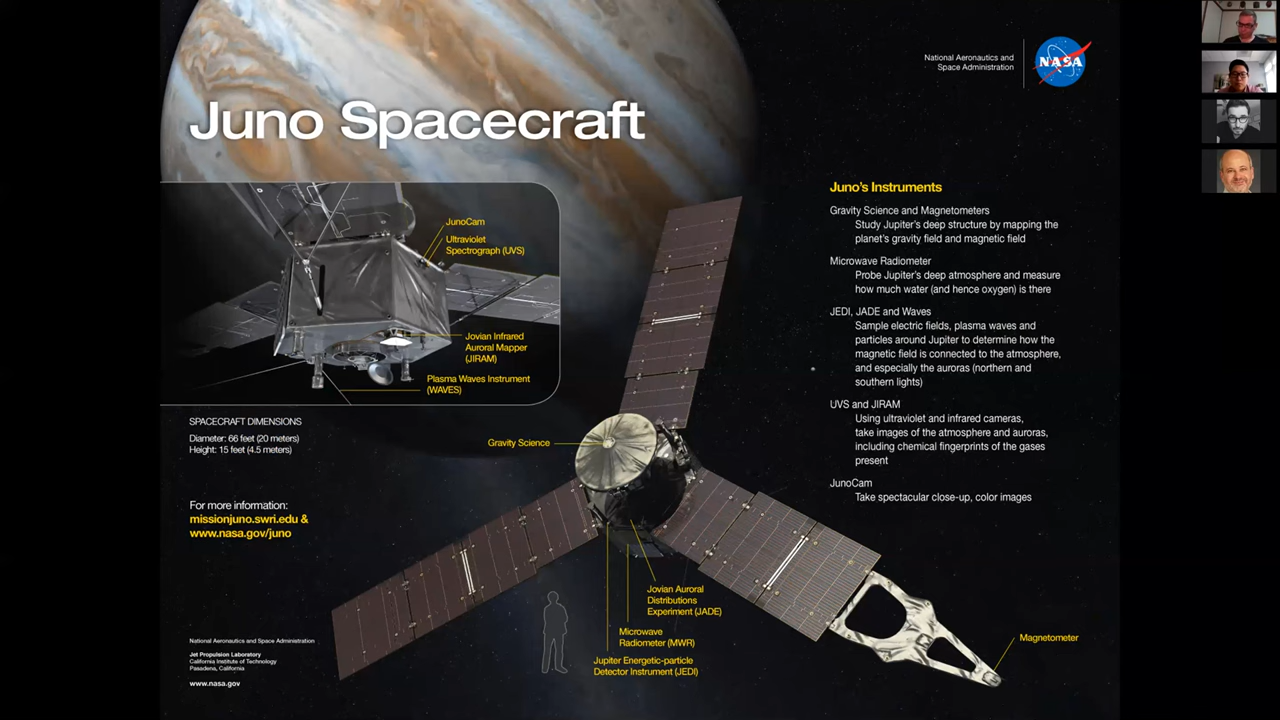 National Aeronautics and
Space Administration
NASA
Juno Spacecraft
JunoCam
Ultraviolet
Spectrograph (UVS)
Jovian Infrared
Auroral Mapper
(JIRAM)
Plasma Waves Instrument
(WAVES)
SPACECRAFT DIMENSIONS
Diameter: 66 feet (20 meters)
Height: 15 feet (4.5 meters)
For more information:
missionjuno.swri.edu &
www.nasa.gov/juno
Gravity Science
Jovian Auroral
Distributions
Experiment (JADE)
Microwave
Radiometer (MWR)
Jupiter Energetic-particle
Detector Instrument (JEDI)
Magnetometer
Juno's Instruments
Gravity Science and Magnetometers
Study Jupiter's deep structure by mapping the
planet's gravity field and magnetic field
Microwave Radiometer
Probe Jupiter's deep atmosphere and measure
how much water (and hence oxygen) is there
JEDI, JADE and Waves
Sample electric fields, plasma waves and
particles around Jupiter to determine how the
magnetic field is connected to the atmosphere,
and especially the auroras (northern and
southern lights)
UVS and JIRAM
Using ultraviolet and infrared cameras,
take images of the atmosphere and auroras,
including chemical fingerprints of the gases
present
JunoCam
Take spectacular close-up, color images
National Aeronautics and Space Administration
Jet Propulsion Laboratory
California Institute of Technology
Pasadena, California
www.nasa.gov